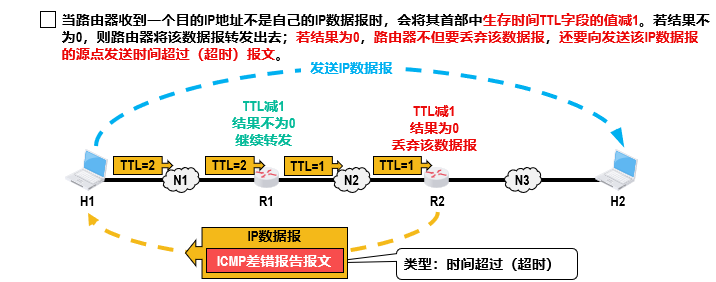 当路由器收到一个目的IP地址不是自己的IP数据报时，会将其首部中生存时间TTL字段的值减1。若结果不
为0，则路由器将该数据报转发出去；若结果为0，路由器不但要丢弃该数据报，还要向发送该IP数据报
的源点发送时间超过（超时）报文。
发送IP数据报
TTL减1
结果不为0
继续转发
TTL减1
结果为0
丢弃该数据报
TTL=2
TTL=2
TTL=1
TTL=1
N1
N2
N3
H1
R1
R2
H2
IP数据报
ICMP差错报告报文
类型：时间超过（超时）